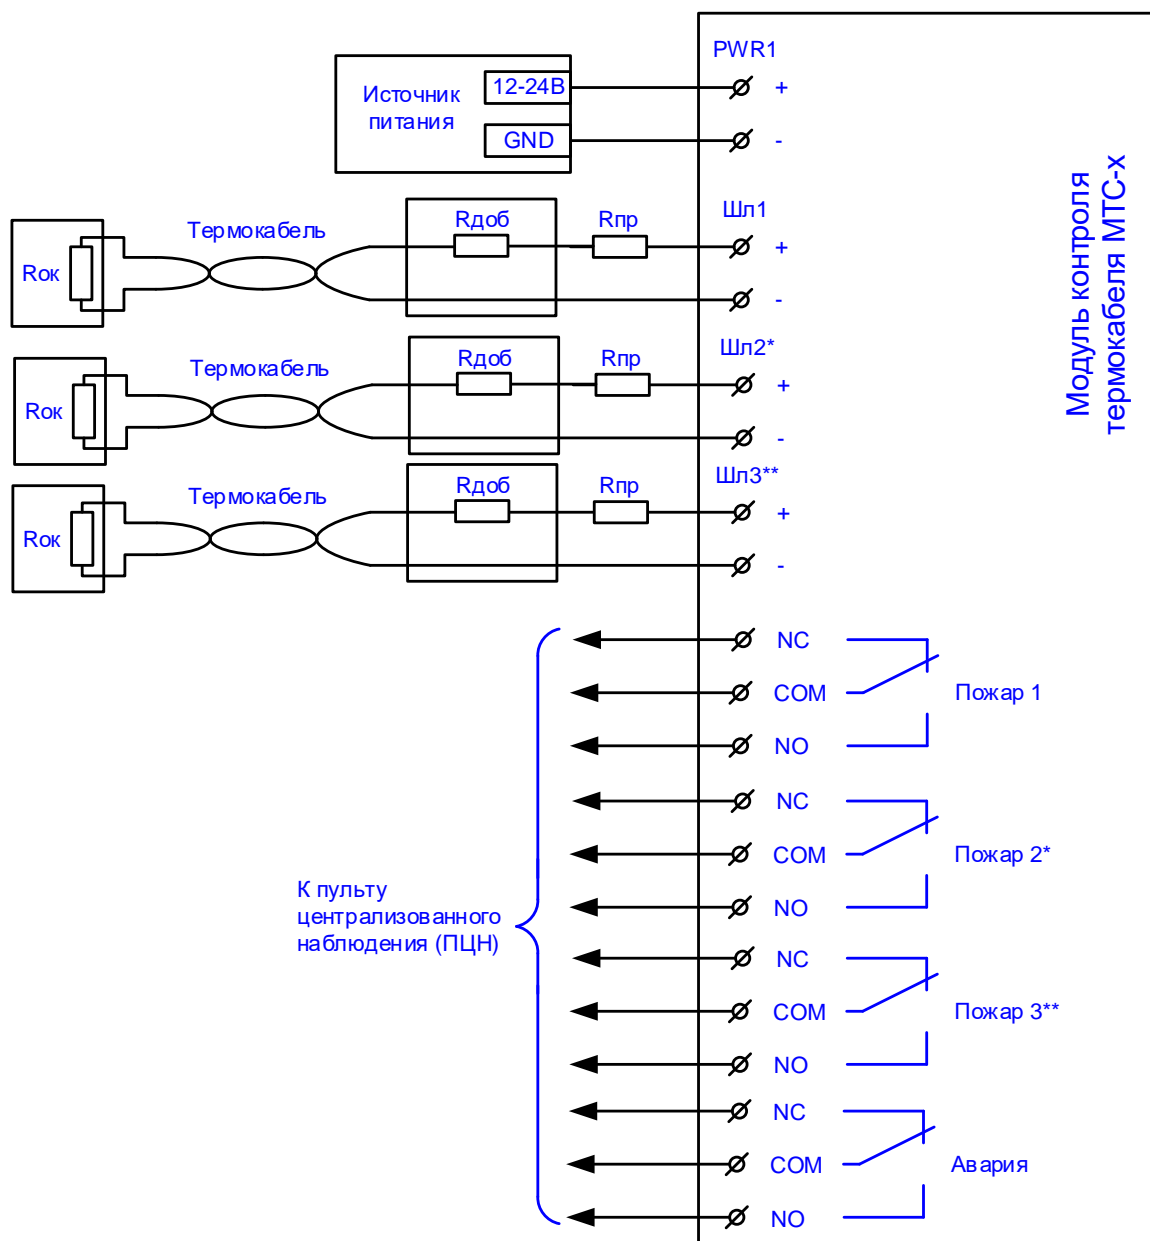 PWR1
Источник
питания
12-24В
+
GND
-
Модуль контроля
термокабеля МТС-х
Rок
Термокабель
Rдоб
Rпр
Шл1
+
-
Rок
Термокабель
Rдоб
Rпр
Шл2*
+
-
Rок
Термокабель
Rдоб
Rпр
Шл3**
+
-
NC
COM
Пожар 1
NO
NC
COM
Пожар 2*
NO
К пульту
централизованного
наблюдения (ПЦН)
NC
COM
Пожар 3**
NO
NC
COM
Авария
NO